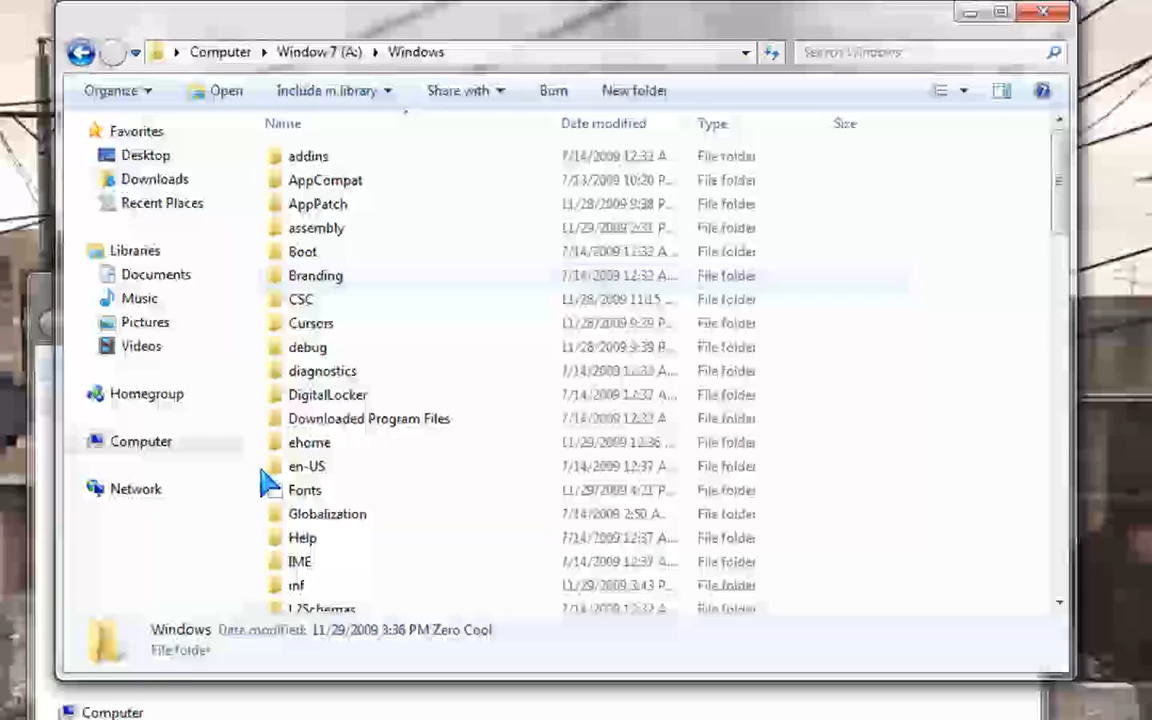 Computer Window 7 (A:) Windows Search Windows
Organize Open Include in library Share with Burn New folder
Name Date modified Type Size
Favorites
Desktop
Downloads
Recent Places
Libraries
Documents
Music
Pictures
Videos
Homegroup
Computer
Network
addins 7/14/2009 12:32 A... File folder
AppCompat 7/13/2009 10:20 P... File folder
AppPatch 11/28/2009 9:38 P... File folder
assembly 11/29/2009 2:31 P... File folder
Boot 7/14/2009 12:32 A... File folder
Branding 7/14/2009 12:32 A... File folder
CSC 11/28/2009 11:15 ... File folder
Cursors 11/28/2009 9:39 P... File folder
debug 11/28/2009 9:39 P... File folder
diagnostics 7/14/2009 12:32 A... File folder
DigitalLocker 7/14/2009 12:37 A... File folder
Downloaded Program Files 7/14/2009 12:32 A... File folder
ehome 11/29/2009 12:36 ... File folder
en-US 7/14/2009 12:37 A... File folder
Fonts 11/29/2009 4:21 P... File folder
Globalization 7/14/2009 2:50 A... File folder
Help 7/14/2009 12:37 A... File folder
IME 7/14/2009 12:37 A... File folder
inf 11/29/2009 3:43 P... File folder
L2Schemas 7/14/2009 12:32 A... File folder
Windows Date modified: 11/29/2009 3:36 PM Zero Cool
File folder
Computer